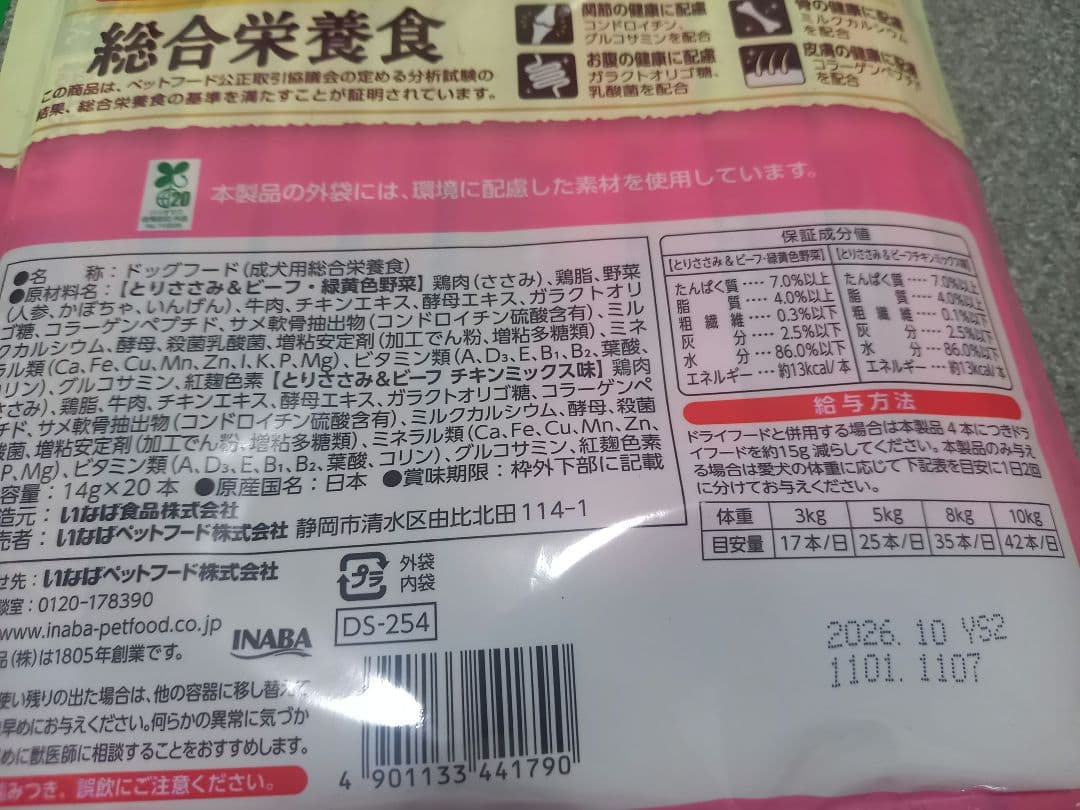 総合栄養食
この商品は、ペットフード公正取引協議会の定める分析試験の
結果、総合栄養食の基準を満たすことが証明されています。
関節の健康に配慮
コンドロイチン、
グルコサミンを配合
骨の健康に配慮
ミルクカルシウム
を配合
お腹の健康に配慮
ガラクトオリゴ糖、
乳酸菌を配合
皮膚の健康に配慮
コラーゲンペプチド
を配合
20
本製品の外袋には、環境に配慮した素材を使用しています。
●名 称：ドッグフード(成犬用総合栄養食)
●原材料名：【とりささみ&ビーフ・緑黄色野菜】鶏肉(ささみ)、鶏脂、野菜
(人参、かぼちゃ、いんげん)、牛肉、チキンエキス、酵母エキス、ガラクトオリ
ゴ糖、コラーゲンペプチド、サメ軟骨抽出物(コンドロイチン硫酸含有)、ミル
クカルシウム、酵母、殺菌乳酸菌、増粘安定剤(加工でん粉、増粘多糖類)、ミネ
ラル類(Ca、Fe、Cu、Mn、Zn、I、K、P、Mg)、ビタミン類(A、D₃、E、B₁、B₂、葉酸、
コリン)、グルコサミン、紅麹色素【とりささみ&ビーフ チキンミックス味】鶏肉
ささみ)、鶏脂、牛肉、チキンエキス、酵母エキス、ガラクトオリゴ糖、コラーゲンペ
チド、サメ軟骨抽出物(コンドロイチン硫酸含有)、ミルクカルシウム、酵母、殺菌
酸菌、増粘安定剤(加工でん粉、増粘多糖類)、ミネラル類(Ca、Fe、Cu、Mn、Zn、
P、Mg)、ビタミン類(A、D₃、E、B₁、B₂、葉酸、コリン)、グルコサミン、紅麹色素
容量：14g×20本 ●原産国名：日本 ●賞味期限：枠外下部に記載
造元：いなば食品株式会社
売者：いなばペットフード株式会社 静岡市清水区由比北田114-1
保証成分値
【とりささみ&ビーフ・緑黄色野菜】
たんぱく質‥‥7.0%以上
脂質‥‥4.0%以上
粗繊維‥‥0.3%以下
灰分‥‥2.5%以下
水分‥‥86.0%以下
エネルギー‥‥約13kcal/本
【とりささみ&ビーフチキンミックス味】
たんぱく質‥‥7.0%以上
脂質‥‥4.0%以上
粗繊維‥‥0.1%以下
灰分‥‥2.5%以下
水分‥‥86.0%以下
エネルギー‥‥約13kcal/本
給与方法
ドライフードと併用する場合は本製品4本につきドラ
イフードを約15g減らしてください。本製品のみ与え
る場合は愛犬の体重に応じて下記表を目安に1日2回
に分けてお与えください。
体重 3kg 5kg 8kg 10kg
目安量 17本/日 25本/日 35本/日 42本/日
せ先：いなばペットフード株式会社
談室：0120-178390
www.inaba-petfood.co.jp
品(株)は1805年創業です。
INABA
プラ
外袋
内袋
DS-254
2026. 10 YS2
1101. 1107
使い残りの出た場合は、他の容器に移し替えて
早めにお与えください。何らかの異常に気づか
めに獣医師に相談することをおすすめします。
みつき、誤飲にご注意ください。
4 901133 441790